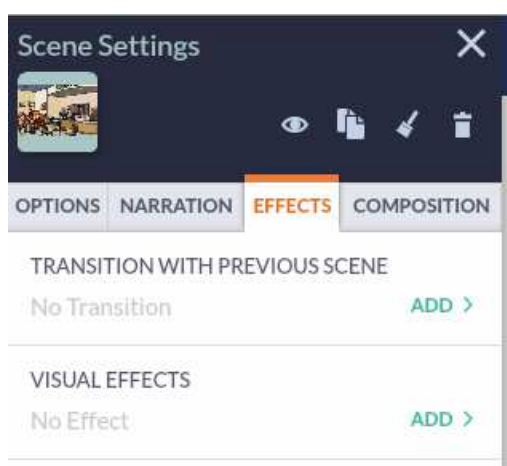 Scene Settings
OPTIONS NARRATION EFFECTS COMPOSITION
TRANSITION WITH PREVIOUS SCENE
No Transition ADD >
VISUAL EFFECTS
No Effect ADD >